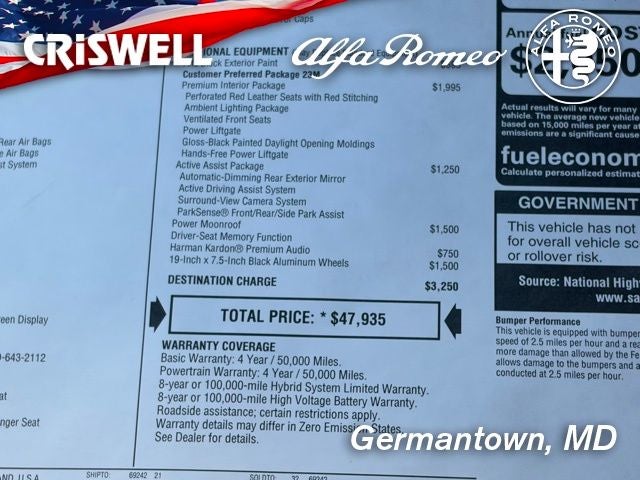 or Caps
CRiSWELL
Alfa Romeo
ALFA ROMEO
IONAL EQUIPMENT
ck Exterior Paint
Customer Preferred Package 23M
Premium Interior Package $1,995
Perforated Red Leather Seats with Red Stitching
Ambient Lighting Package
Ventilated Front Seats
Power Liftgate
Gloss-Black Painted Daylight Opening Moldings
Hands-Free Power Liftgate
Active Assist Package $1,250
Automatic-Dimming Rear Exterior Mirror
Active Driving Assist System
Surround-View Camera System
ParkSense® Front/Rear/Side Park Assist
Power Moonroof $1,500
Driver-Seat Memory Function
Harman Kardon® Premium Audio $750
19-Inch x 7.5-Inch Black Aluminum Wheels $1,500
DESTINATION CHARGE $3,250
TOTAL PRICE: * $47,935
WARRANTY COVERAGE
Basic Warranty: 4 Year / 50,000 Miles.
Powertrain Warranty: 4 Year / 50,000 Miles.
8-year or 100,000-mile Hybrid System Limited Warranty.
8-year or 100,000-mile High Voltage Battery Warranty.
Roadside assistance; certain restrictions apply.
Warranty details may differ in Zero Emission States.
See Dealer for details.
Rear Air Bags
e Air Bags
st System
een Display
-643-2112
at
nger Seat
AND U.S.A.
SHIPTO: 69242 21
SOLDTO: 32 69242
Actual results will vary for many
vehicle. The average new vehicle
based on 15,000 miles per year at
emissions are a significant cause
fueleconom
Calculate personalized estimat
GOVERNMENT
This vehicle has not
for overall vehicle sc
or rollover risk.
Source: National High
www.sa
Bumper Performance
This vehicle is equipped with bumper
speed of 2.5 miles per hour and a rea
more damage than allowed by the Fe
allows damage to the bumpers and a
conducted at 2.5 miles per hour.
Germantown, MD